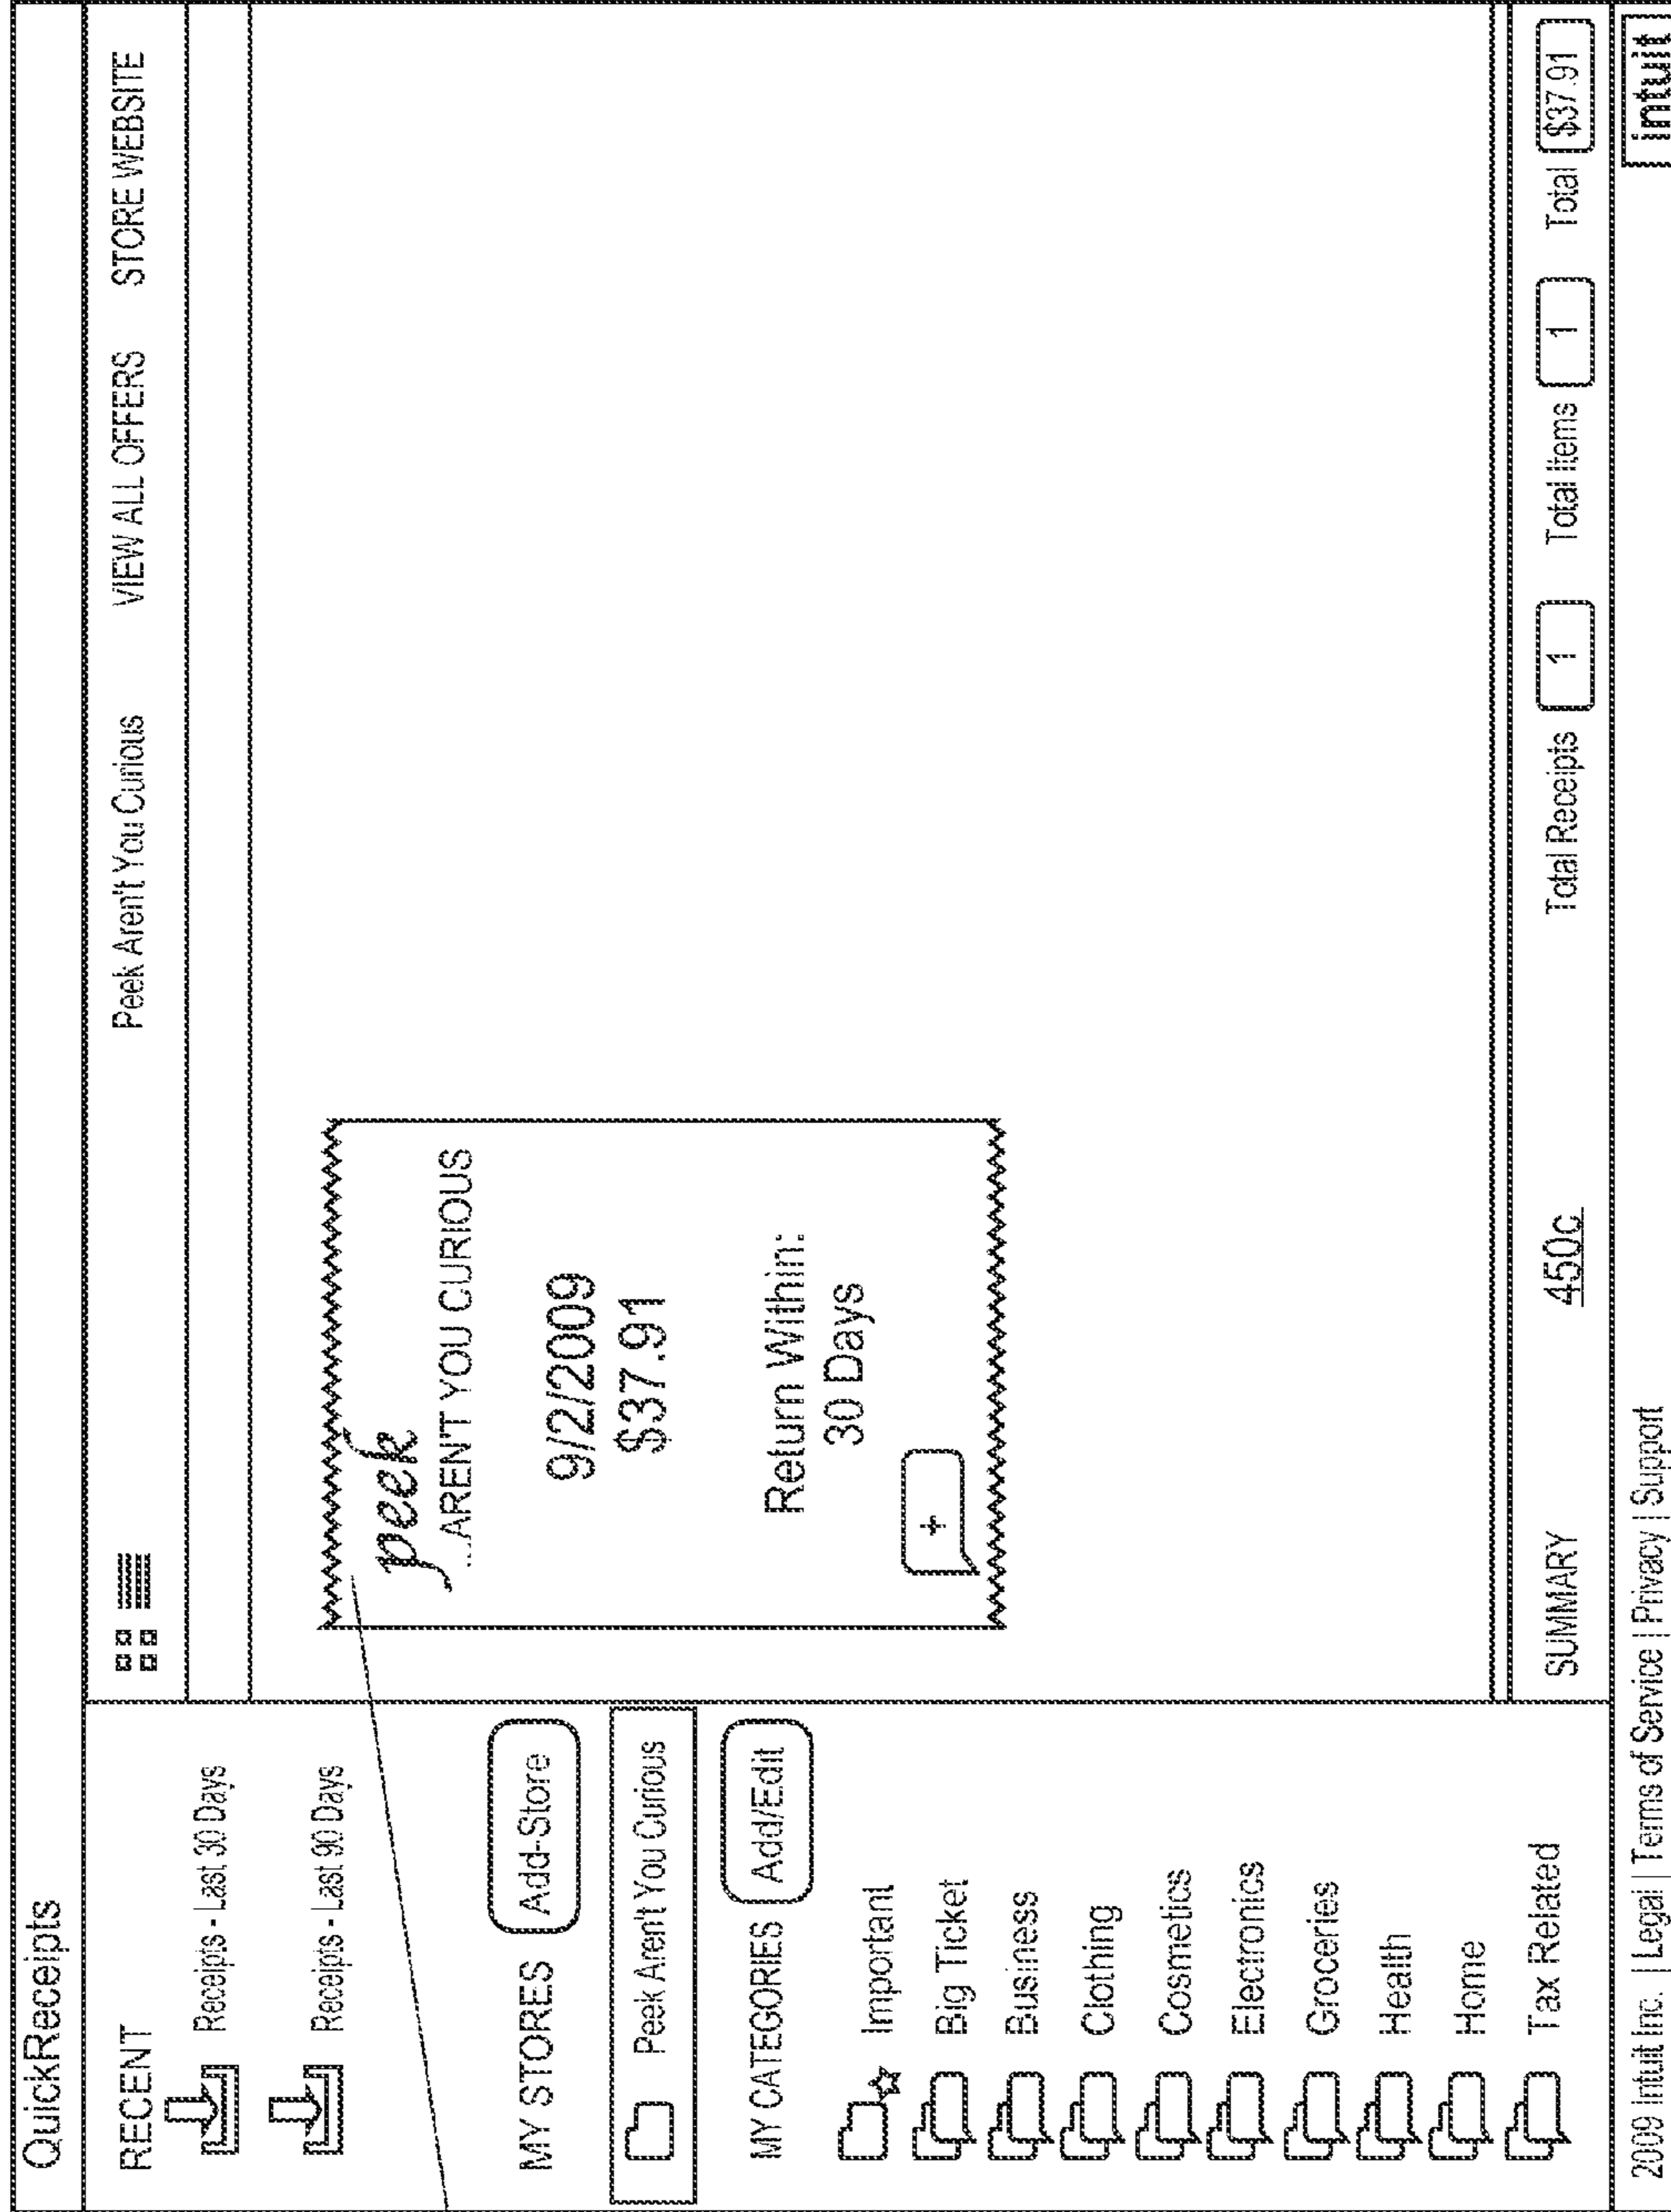 QuickReceipts
RECENT
Receipts - Last 30 Days
Receipts - Last 90 Days
MY STORES Add-Store
Peek Aren't You Curious
MY CATEGORIES Add/Edit
Important
Big Ticket
Business
Clothing
Cosmetics
Electronics
Groceries
Health
Home
Tax Related
Peek Aren't You Curious VIEW ALL OFFERS STORE WEBSITE
peek
...ARENT YOU CURIOUS
9/2/2009
$37.91
Return Within:
30 Days
+
SUMMARY 450c Total Receipts 1 Total Items 1 Total $37.91
2009 Intuit Inc. | Legal | Terms of Service | Privacy | Support
intuit